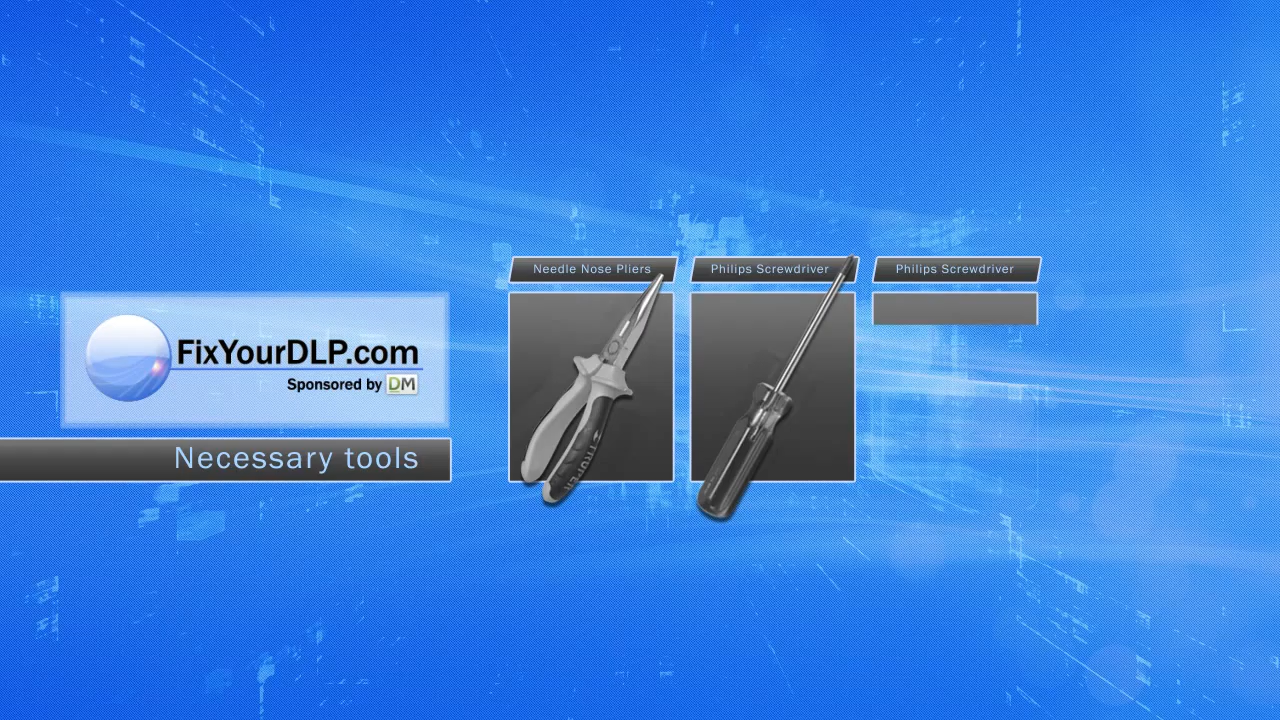 Needle Nose Pliers
Philips Screwdriver
Philips Screwdriver
FixYourDLP.com
Sponsored by DM
Necessary tools